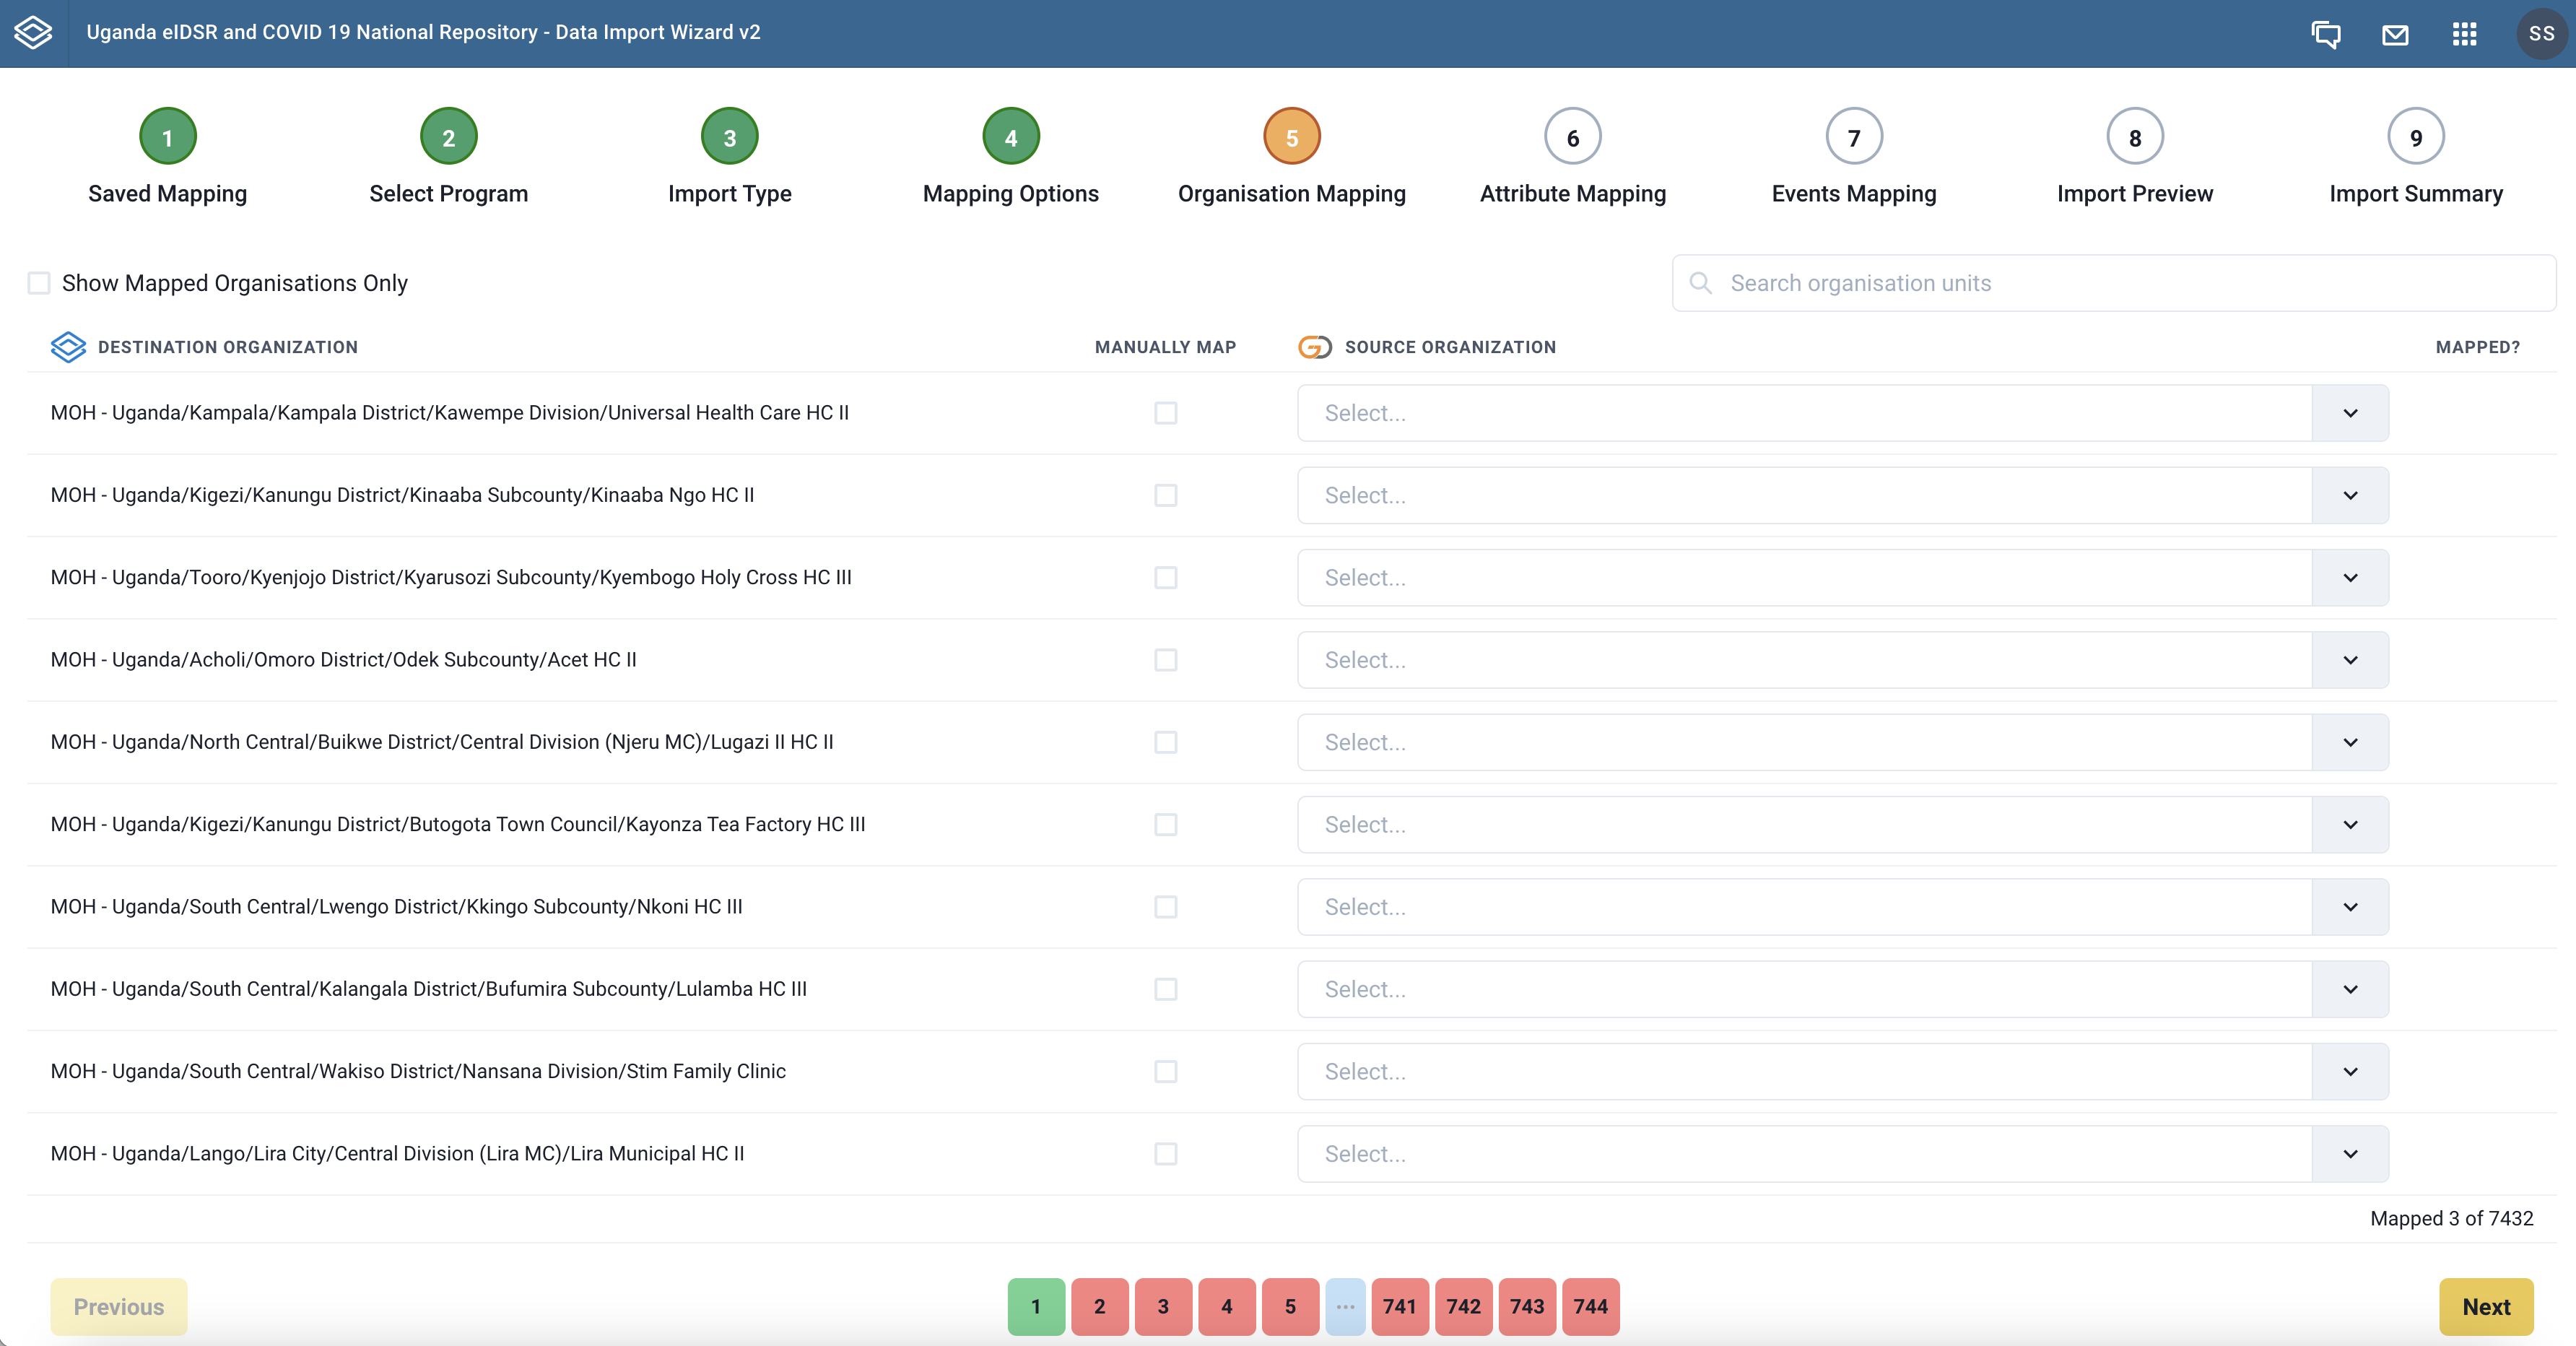 Uganda eIDSR and COVID 19 National Repository - Data Import Wizard v2
SS
1 2 3 4 5 6 7 8 9
Saved Mapping Select Program Import Type Mapping Options Organisation Mapping Attribute Mapping Events Mapping Import Preview Import Summary
Show Mapped Organisations Only
Search organisation units
DESTINATION ORGANIZATION MANUALLY MAP SOURCE ORGANIZATION MAPPED?
MOH - Uganda/Kampala/Kampala District/Kawempe Division/Universal Health Care HC II Select...
MOH - Uganda/Kigezi/Kanungu District/Kinaaba Subcounty/Kinaaba Ngo HC II Select...
MOH - Uganda/Tooro/Kyenjojo District/Kyarusozi Subcounty/Kyembogo Holy Cross HC III Select...
MOH - Uganda/Acholi/Omoro District/Odek Subcounty/Acet HC II Select...
MOH - Uganda/North Central/Buikwe District/Central Division (Njeru MC)/Lugazi II HC II Select...
MOH - Uganda/Kigezi/Kanungu District/Butogota Town Council/Kayonza Tea Factory HC III Select...
MOH - Uganda/South Central/Lwengo District/Kkingo Subcounty/Nkoni HC III Select...
MOH - Uganda/South Central/Kalangala District/Bufumira Subcounty/Lulamba HC III Select...
MOH - Uganda/South Central/Wakiso District/Nansana Division/Stim Family Clinic Select...
MOH - Uganda/Lango/Lira City/Central Division (Lira MC)/Lira Municipal HC II Select...
Mapped 3 of 7432
Previous 1 2 3 4 5 ... 741 742 743 744 Next